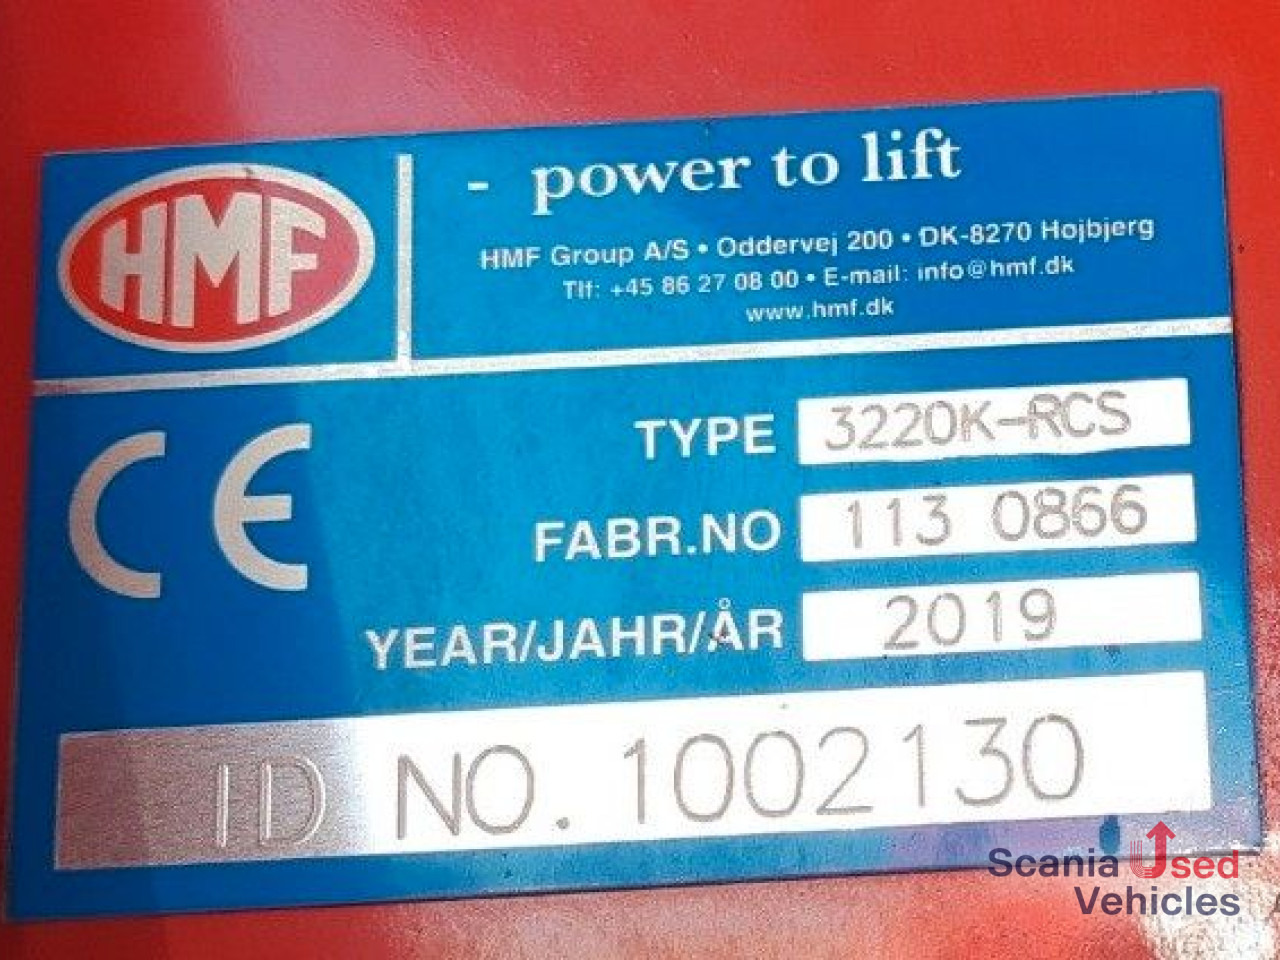 HMF
- power to lift
HMF Group A/S • Oddervej 200 • DK-8270 Hojbjerg
Tlf: +45 86 27 08 00 • E-mail: info@hmf.dk
www.hmf.dk
CE
TYPE 3220K-RCS
FABR.NO 113 0866
YEAR/JAHR/ÅR 2019
ID NO. 1002130
Scania Used
Vehicles